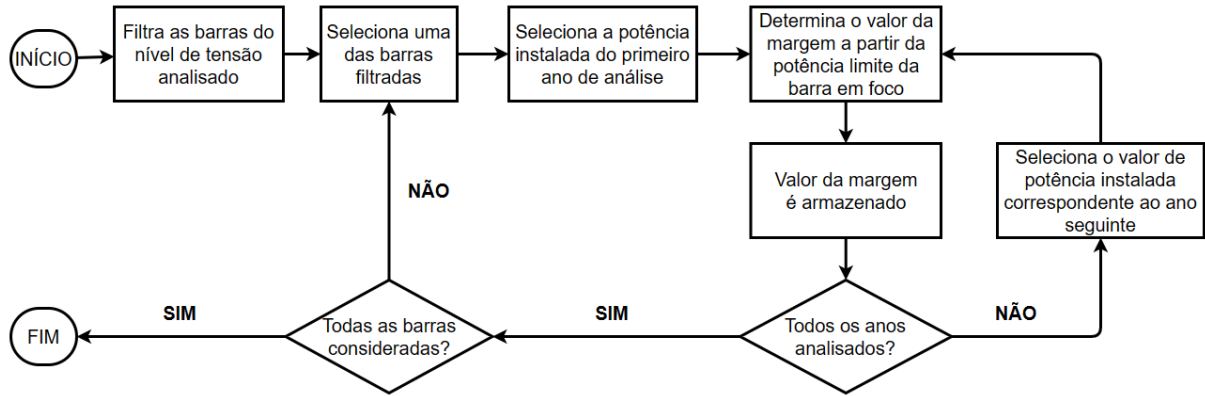 INÍCIO
Filtra as barras do
nível de tensão
analisado
Seleciona uma
das barras
filtradas
Seleciona a potência
instalada do primeiro
ano de análise
Determina o valor da
margem a partir da
potência limite da
barra em foco
Valor da margem
é armazenado
Seleciona o valor de
potência instalada
correspondente ao ano
seguinte
NÃO
Todos os anos
analisados?
NÃO
SIM
Todas as barras
consideradas?
SIM
FIM